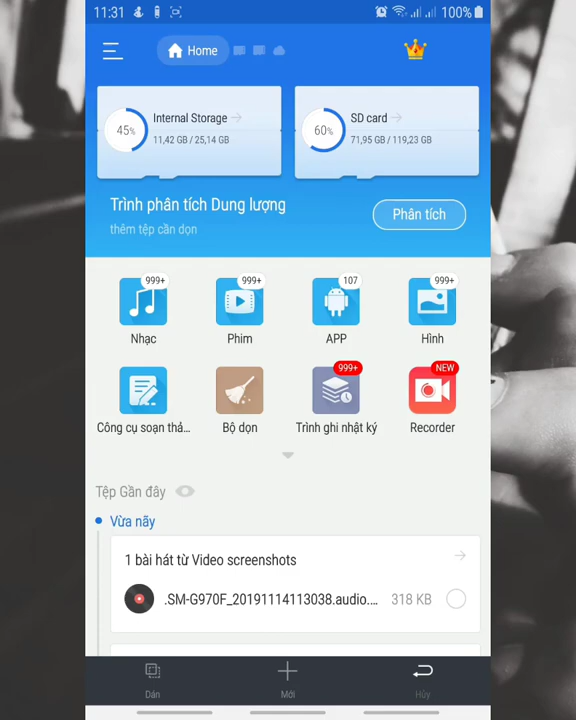 11:31
100%
Home
45%
Internal Storage
11,42 GB / 25,14 GB
60%
SD card
71,95 GB / 119,23 GB
Trình phân tích Dung lượng
thêm tệp cần dọn
Phân tích
999+ 999+ 107 999+
Nhạc Phim APP Hình
999+ NEW
Công cụ soạn thả... Bộ dọn Trình ghi nhật ký Recorder
Tệp Gần đây
Vừa nãy
1 bài hát từ Video screenshots
.SM-G970F_20191114113038.audio.... 318 KB
Dán Mới Hủy